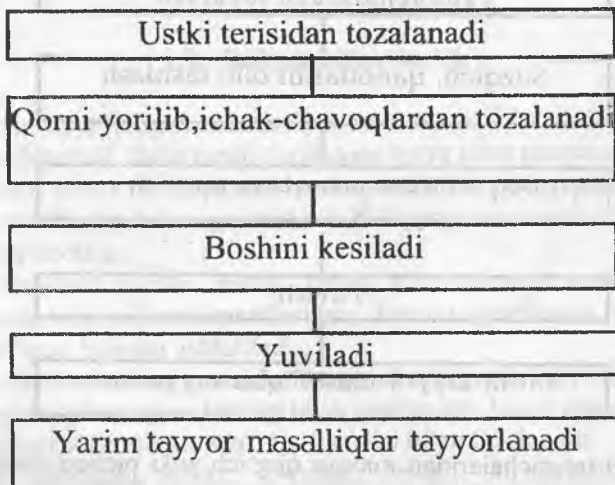 Ustki terisidan tozalanadi
Qorni yorilib,ichak-chavoqlardan tozalanadi
Boshini kesiladi
Yuviladi
Yarim tayyor masalliqlar tayyorlanadi